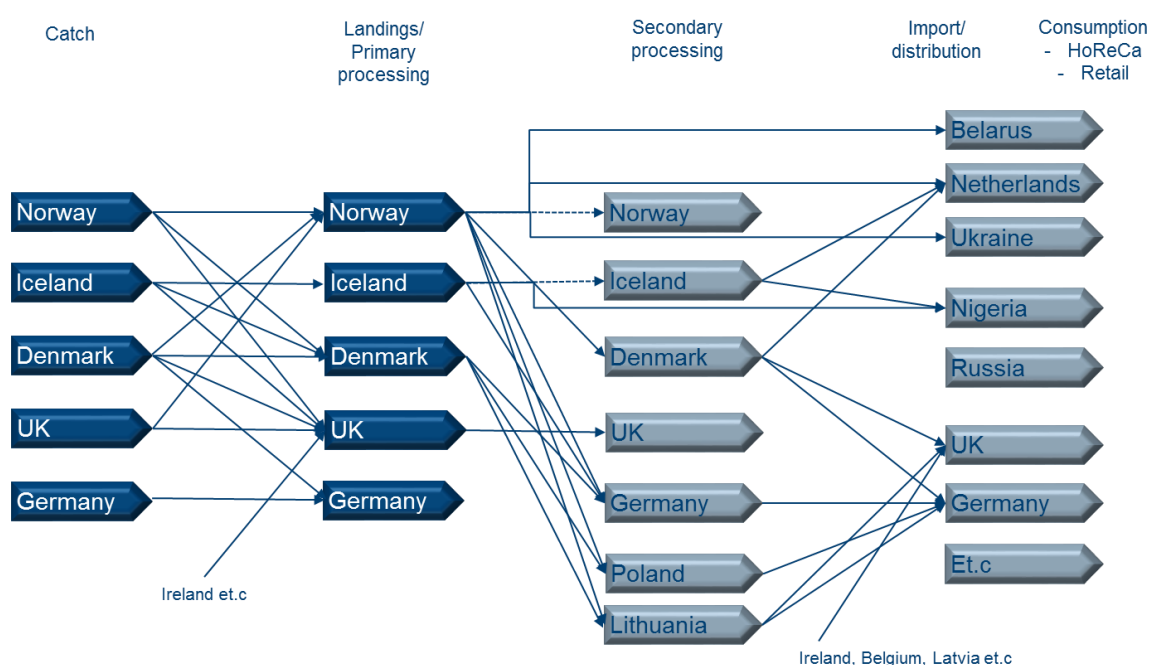 Catch
Landings/
Primary
processing
Secondary
processing
Import/
distribution
Consumption
- HoReCa
- Retail
Norway
Iceland
Denmark
UK
Germany
Ireland et.c
Norway
Iceland
Denmark
UK
Germany
Norway
Iceland
Denmark
UK
Germany
Poland
Lithuania
Belarus
Netherlands
Ukraine
Nigeria
Russia
UK
Germany
Et.c
Ireland, Belgium, Latvia et.c